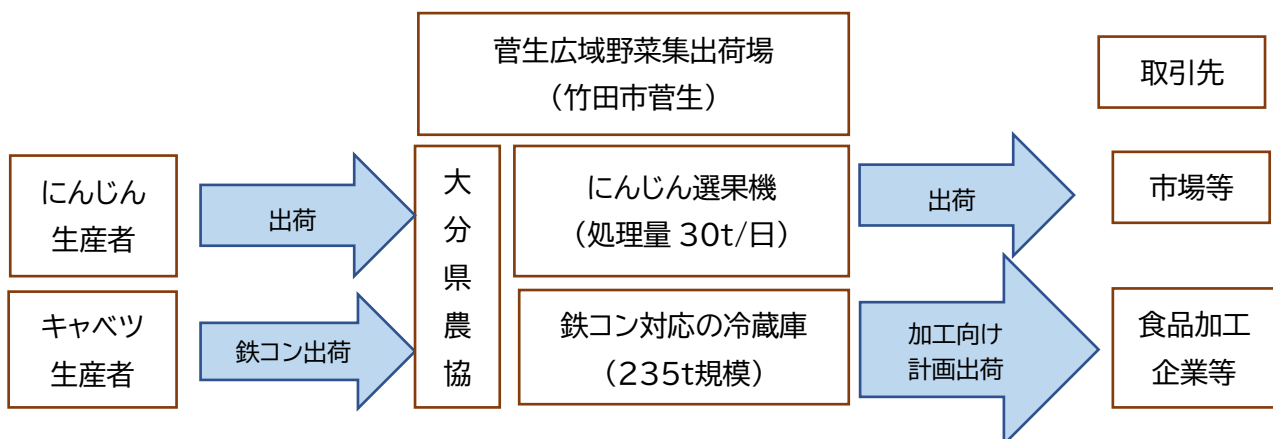 菅生広域野菜集出荷場
（竹田市菅生）
取引先
にんじん
生産者
出荷
大分県農協
にんじん選果機
（処理量 30t/日）
出荷
市場等
キャベツ
生産者
鉄コン出荷
鉄コン対応の冷蔵庫
（235t規模）
加工向け
計画出荷
食品加工
企業等